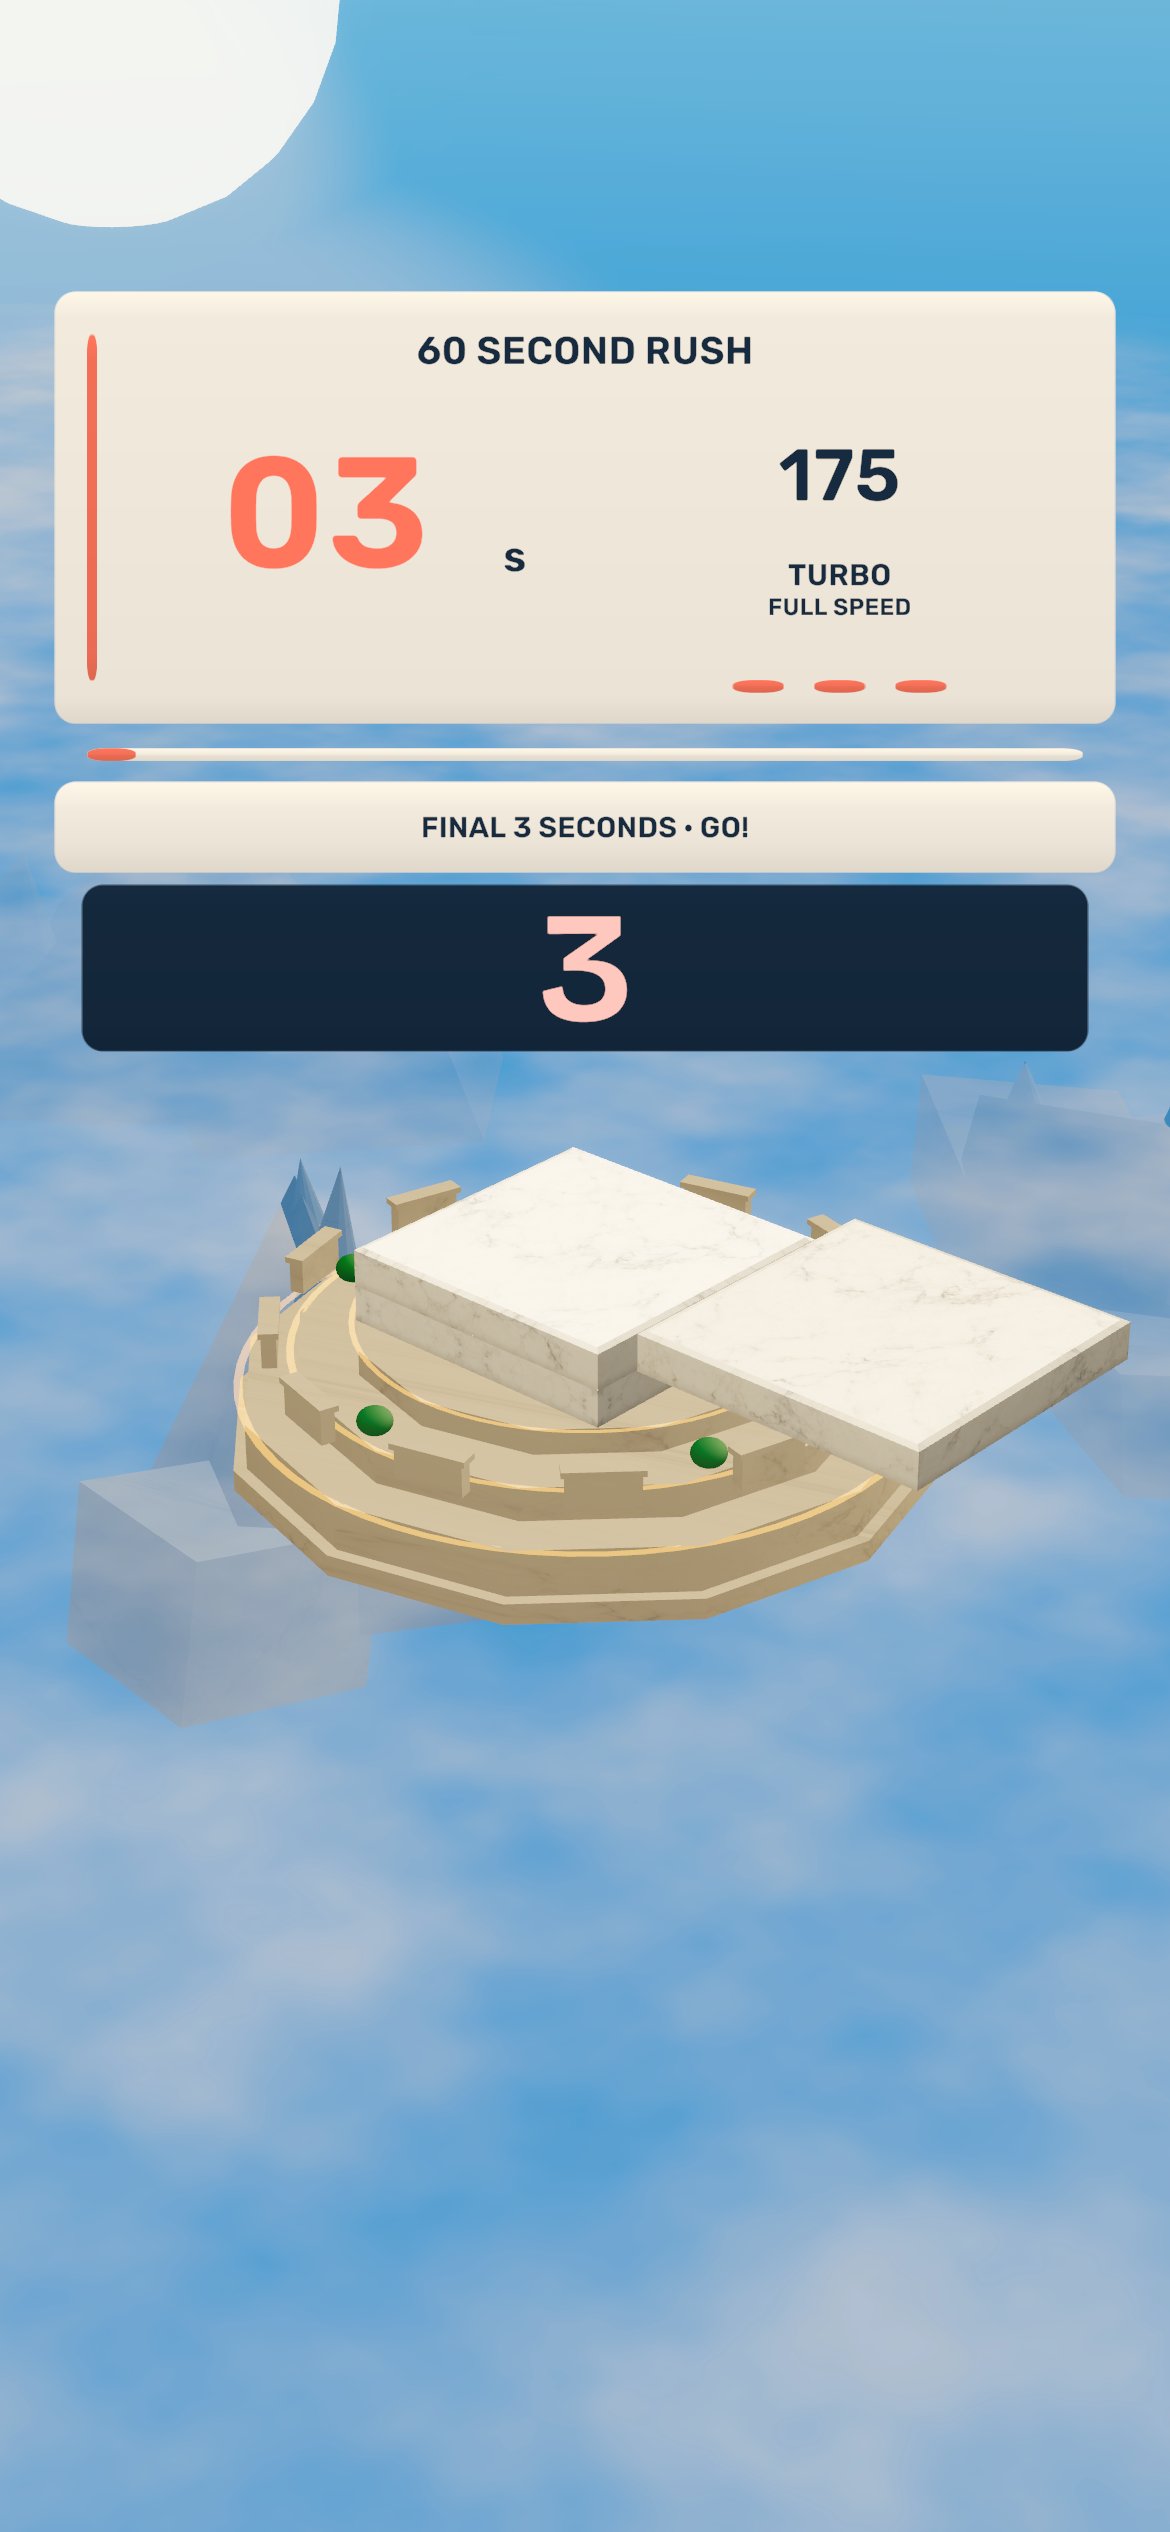 60 SECOND RUSH
03 s
175
TURBO
FULL SPEED
FINAL 3 SECONDS • GO!
3